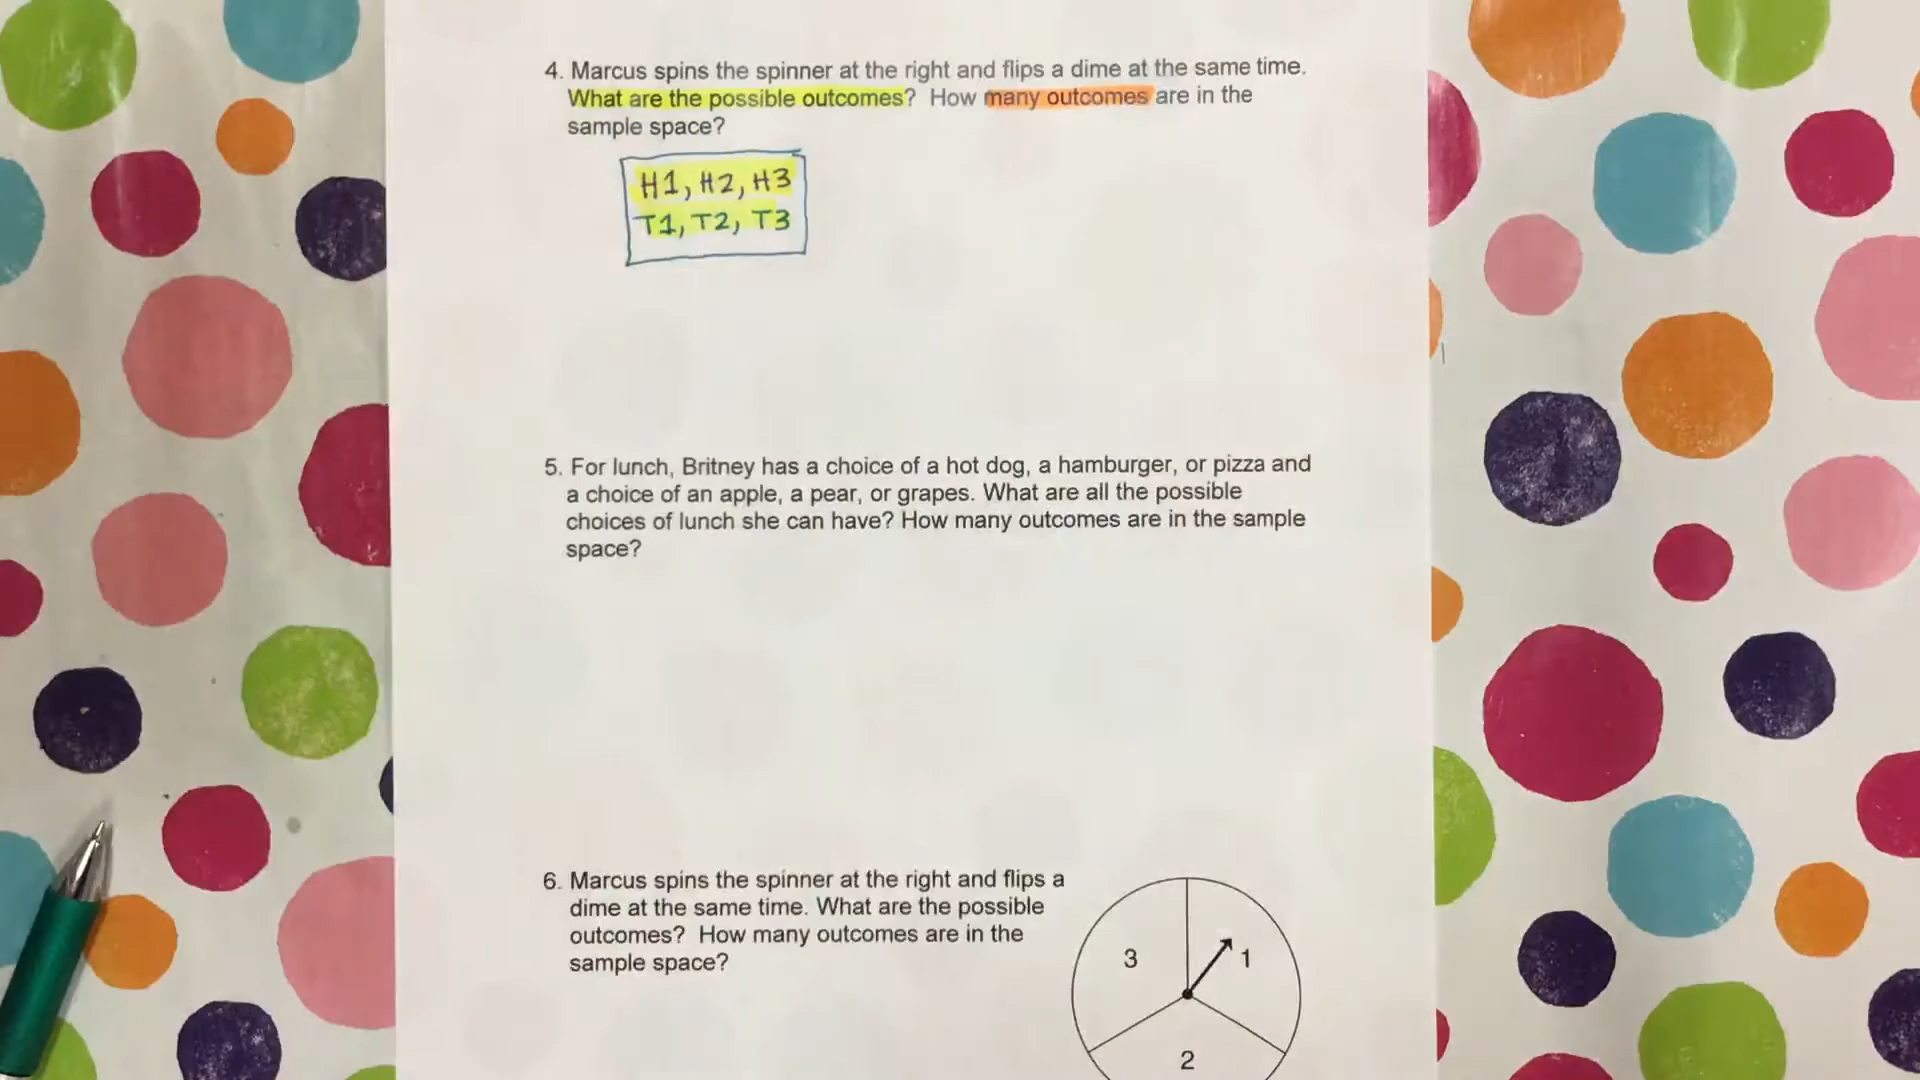 4. Marcus spins the spinner at the right and flips a dime at the same time.
What are the possible outcomes? How many outcomes are in the
sample space?
H1, H2, H3
T1, T2, T3
5. For lunch, Britney has a choice of a hot dog, a hamburger, or pizza and
a choice of an apple, a pear, or grapes. What are all the possible
choices of lunch she can have? How many outcomes are in the sample
space?
6. Marcus spins the spinner at the right and flips a
dime at the same time. What are the possible
outcomes? How many outcomes are in the
sample space?
3
1
2